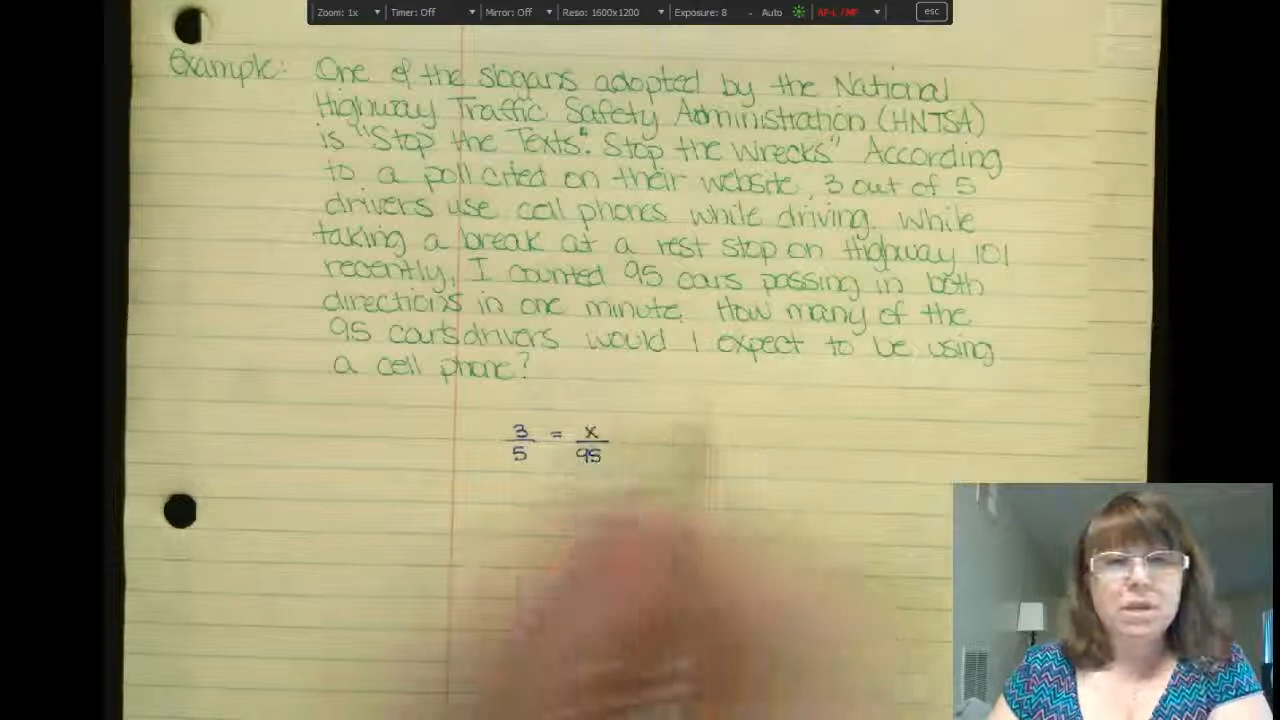 Zoom: 1x Timer: Off Mirror: Off Reso: 1600x1200 Exposure: 8 - Auto AF-L / MF esc
Example: One of the slogans adopted by the National
Highway Traffic Safety Administration (HNTSA)
is "Stop the Texts. Stop the Wrecks" According
to a poll cited on their website, 3 out of 5
drivers use cell phones while driving. While
taking a break at a rest stop on Highway 101
recently, I counted 95 cars passing in both
directions in one minute. How many of the
95 cars drivers would I expect to be using
a cell phone?
3 = x
5 95